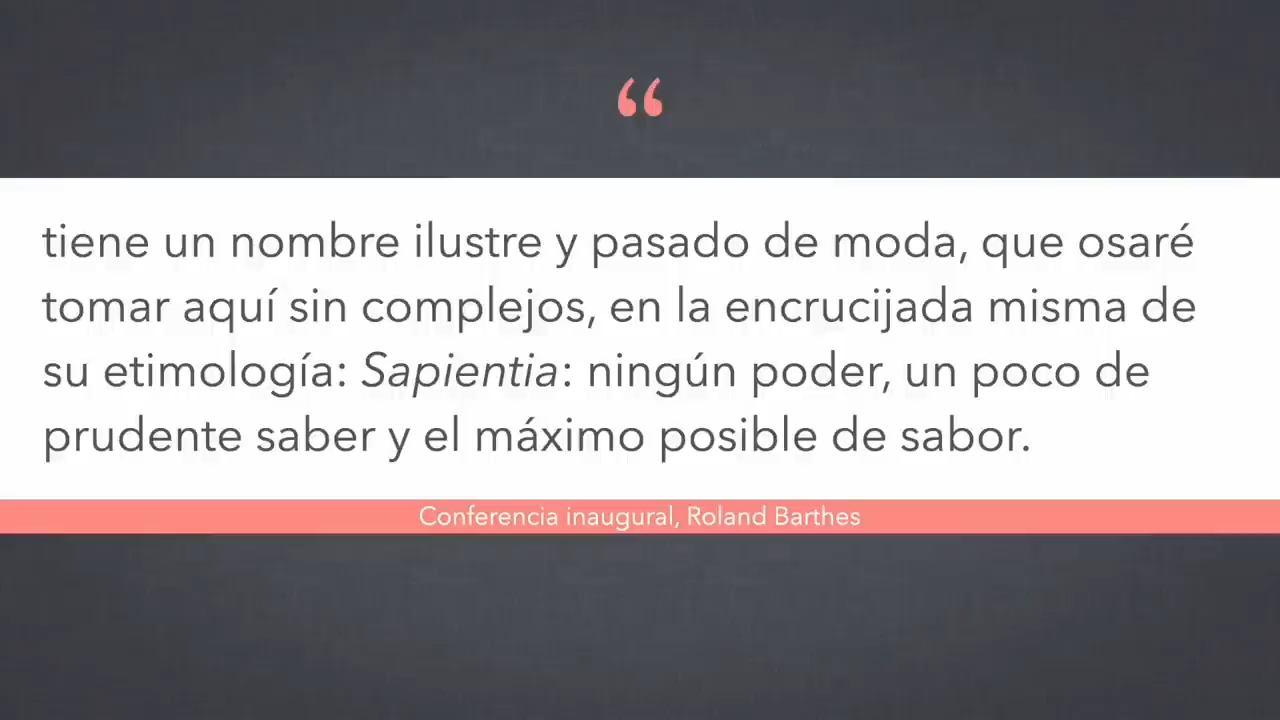 “
tiene un nombre ilustre y pasado de moda, que osaré
tomar aquí sin complejos, en la encrucijada misma de
su etimología: Sapientia: ningún poder, un poco de
prudente saber y el máximo posible de sabor.
Conferencia inaugural, Roland Barthes